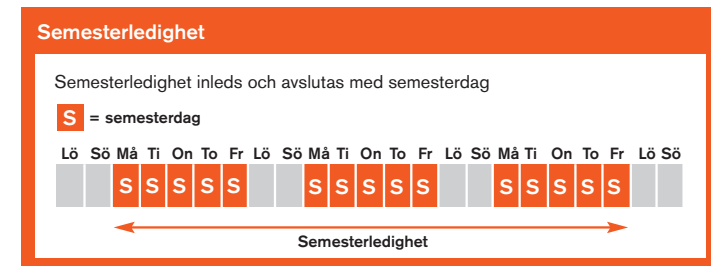 Semesterledighet
Semesterledighet inleds och avslutas med semesterdag
S = semesterdag
Lö Sö Må Ti On To Fr Lö Sö Må Ti On To Fr Lö Sö Må Ti On To Fr Lö Sö
S S S S S S S S S S S S S S S
Semesterledighet